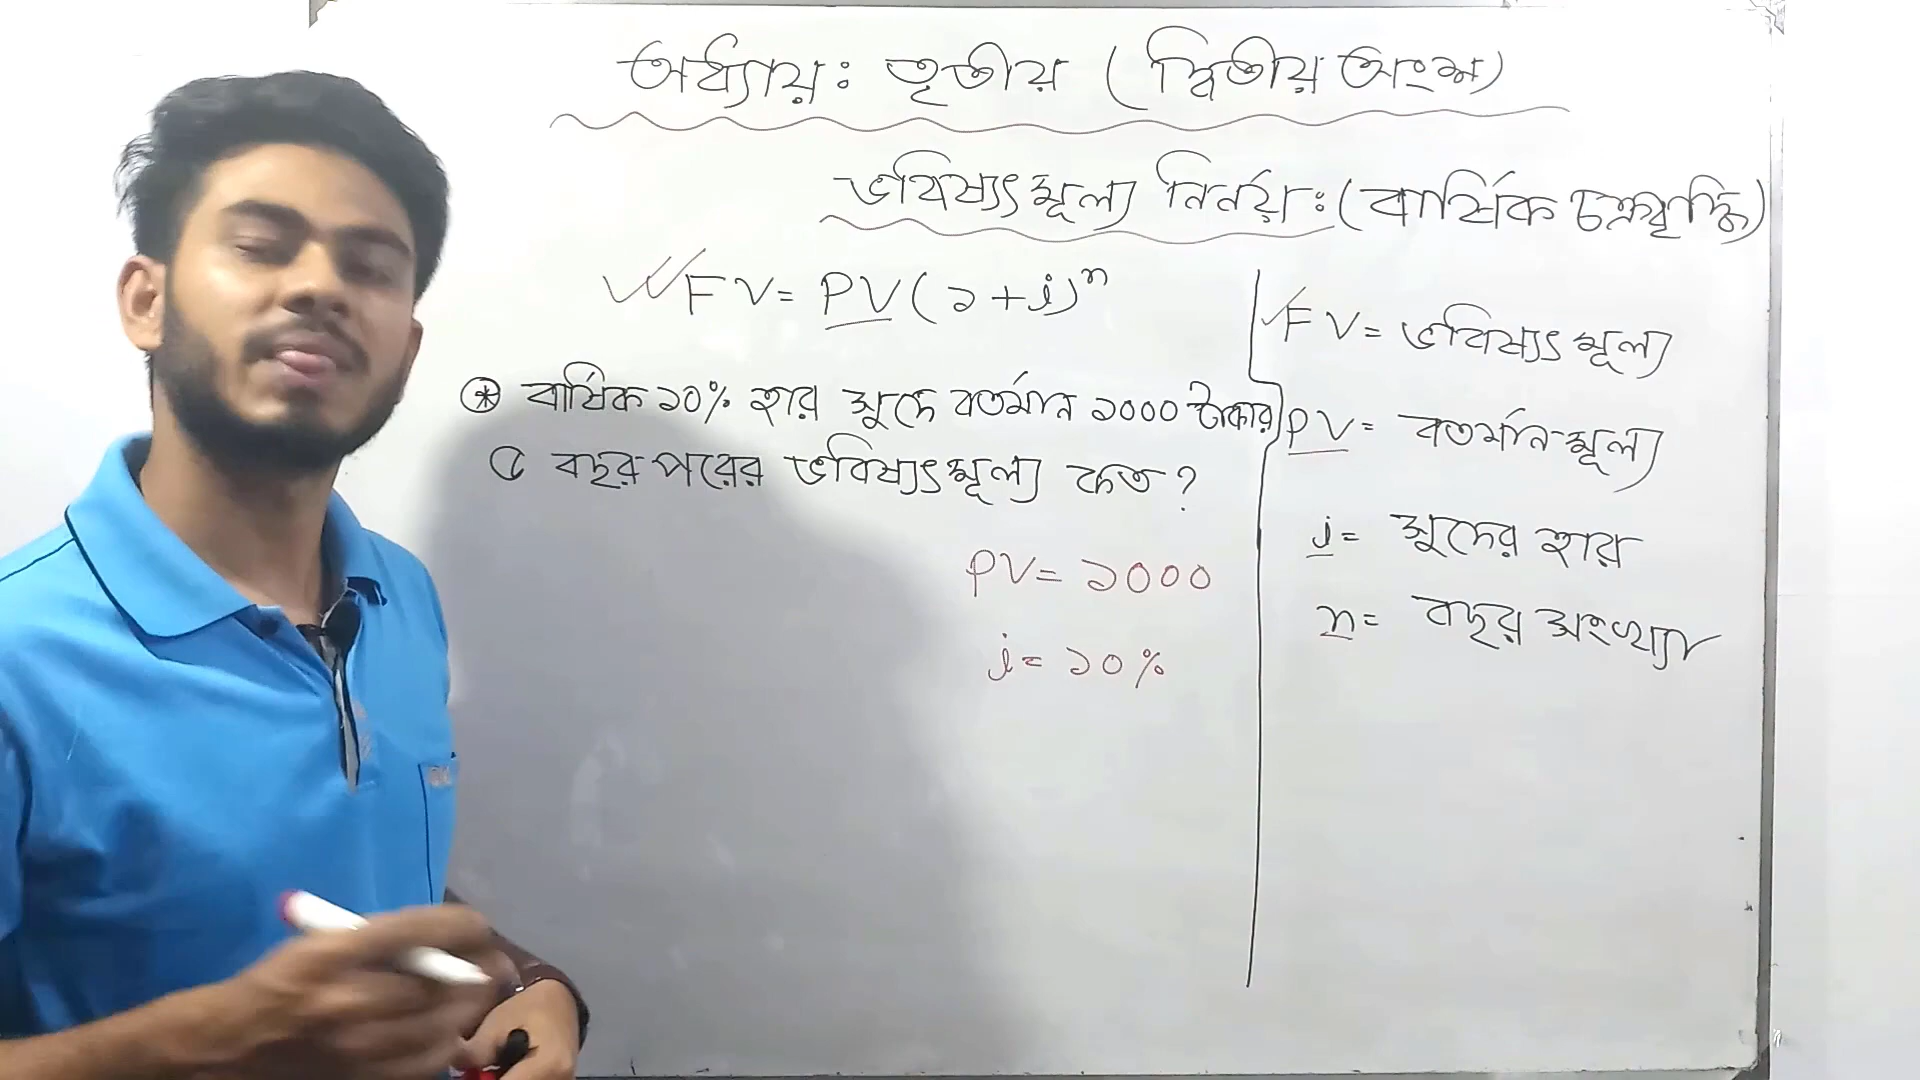 অধ্যায়ঃ তৃতীয় ( দ্বিতীয় অংশ)
ভবিষ্যৎ মূল্য নির্নয়ঃ (বার্ষিক চক্রবৃদ্ধি)
FV= PV(১+i)ⁿ
বার্ষিক ১০% হার সুদে বর্তমান ১০০০ টাকার
৫ বছর পরের ভবিষ্যৎ মূল্য কত ?
PV= ১০০০
i= ১০%
FV= ভবিষ্যৎ মূল্য
PV= বর্তমান মূল্য
i= সুদের হার
n= বছর সংখ্যা